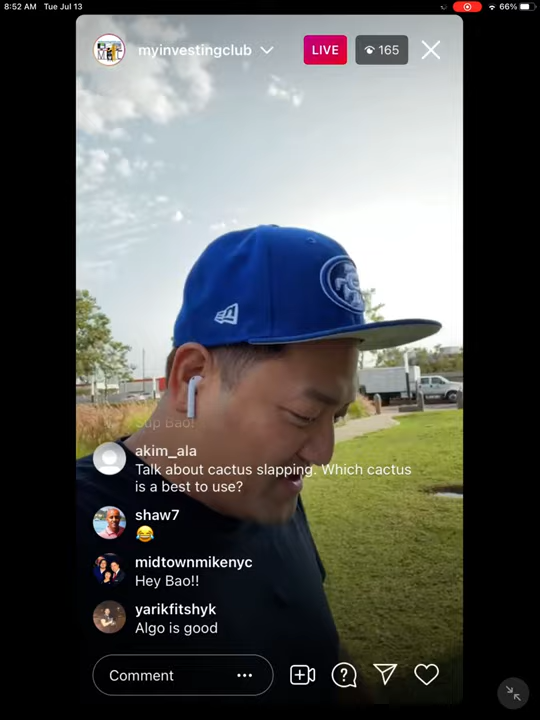 8:52 AM Tue Jul 13
66%
myinvestingclub
LIVE
165
Sup Bao!
akim_ala
Talk about cactus slapping. Which cactus
is a best to use?
shaw7
😂
midtownmikenyc
Hey Bao!!
yarikfitshyk
Algo is good
Comment